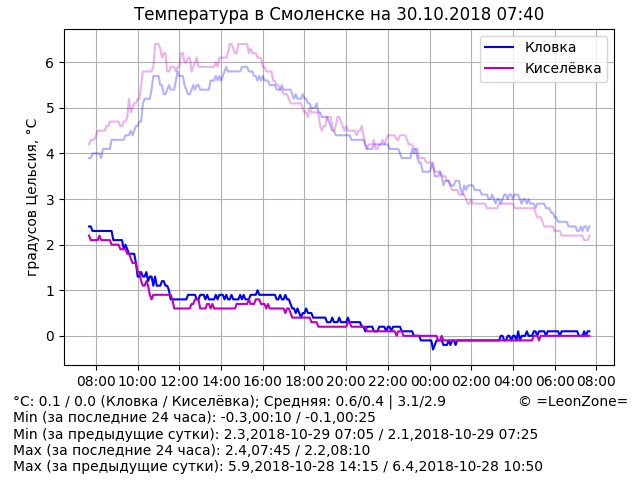 Температура в Смоленске на 30.10.2018 07:40
Кловка
Киселёвка
градусов Цельсия, °C
6
5
4
3
2
1
0
08:00 10:00 12:00 14:00 16:00 18:00 20:00 22:00 00:00 02:00 04:00 06:00 08:00
°C: 0.1 / 0.0 (Кловка / Киселёвка); Средняя: 0.6/0.4 | 3.1/2.9 © =LeonZone=
Min (за последние 24 часа): -0.3,00:10 / -0.1,00:25
Min (за предыдущие сутки): 2.3,2018-10-29 07:05 / 2.1,2018-10-29 07:25
Max (за последние 24 часа): 2.4,07:45 / 2.2,08:10
Max (за предыдущие сутки): 5.9,2018-10-28 14:15 / 6.4,2018-10-28 10:50